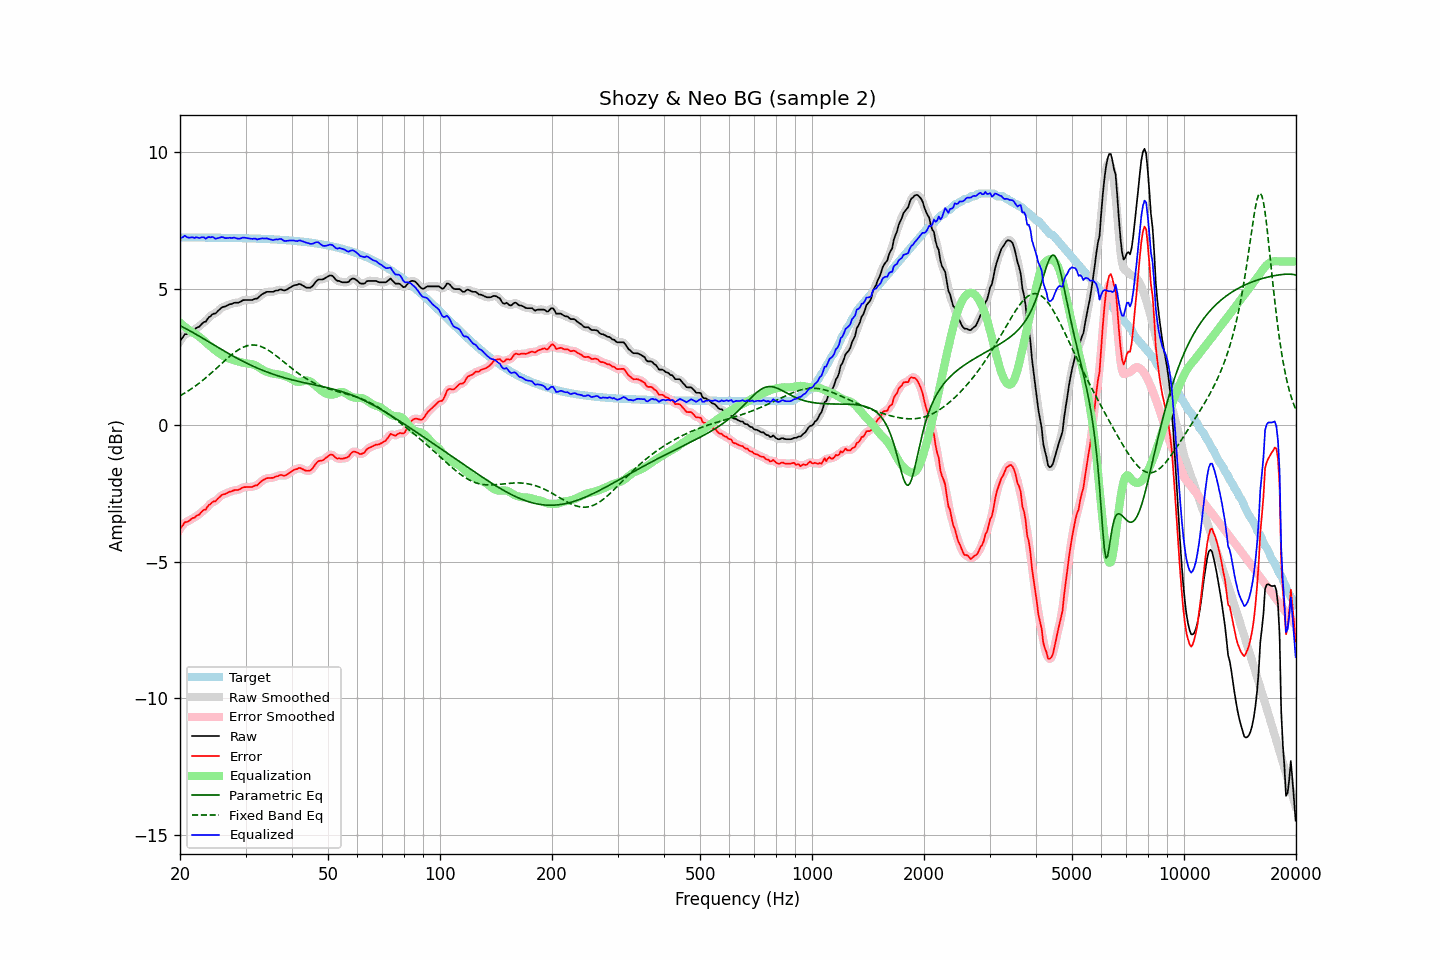 Shozy & Neo BG (sample 2)
10
5
0
−5
−10
−15
Amplitude (dBr)
Target
Raw Smoothed
Error Smoothed
Raw
Error
Equalization
Parametric Eq
Fixed Band Eq
Equalized
20 50 100 200 500 1000 2000 5000 10000 20000
Frequency (Hz)